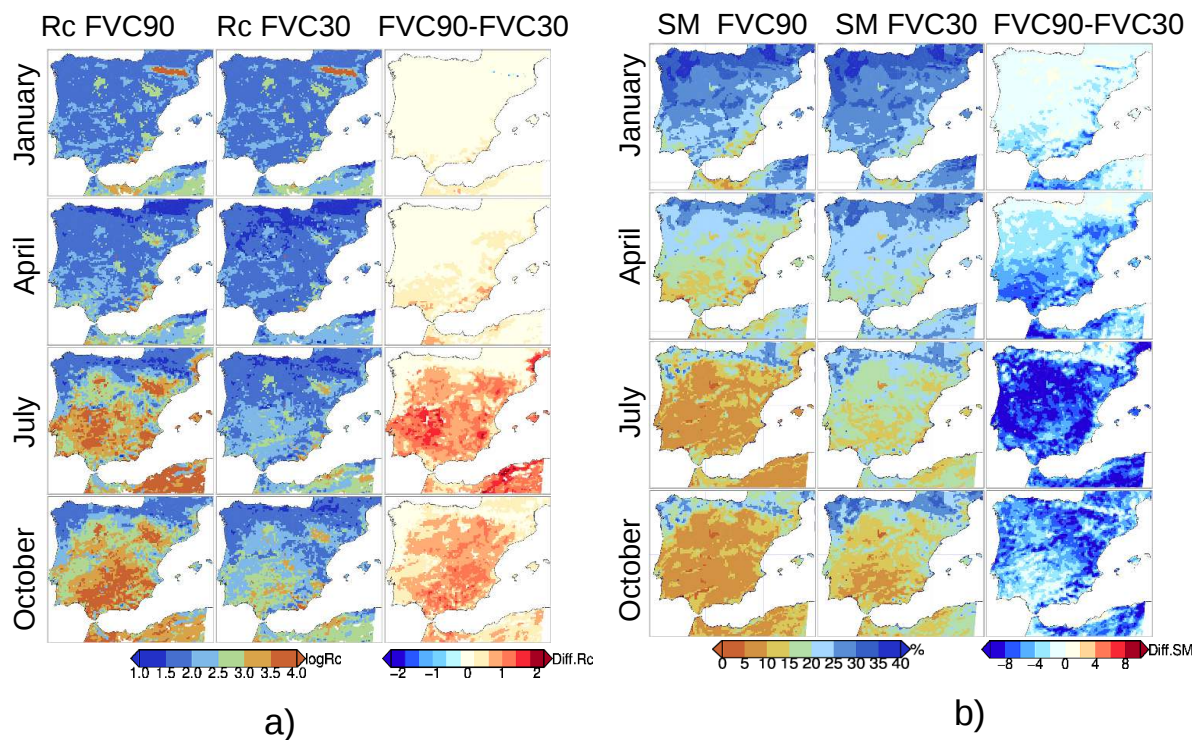 Rc FVC90 Rc FVC30 FVC90-FVC30
January
April
July
October
logRc
1.0 1.5 2.0 2.5 3.0 3.5 4.0
Diff.Rc
−2 −1 0 1 2
a)
SM FVC90 SM FVC30 FVC90-FVC30
January
April
July
October
%
0 5 10 15 20 25 30 35 40
Diff.SM
−8 −4 0 4 8
b)